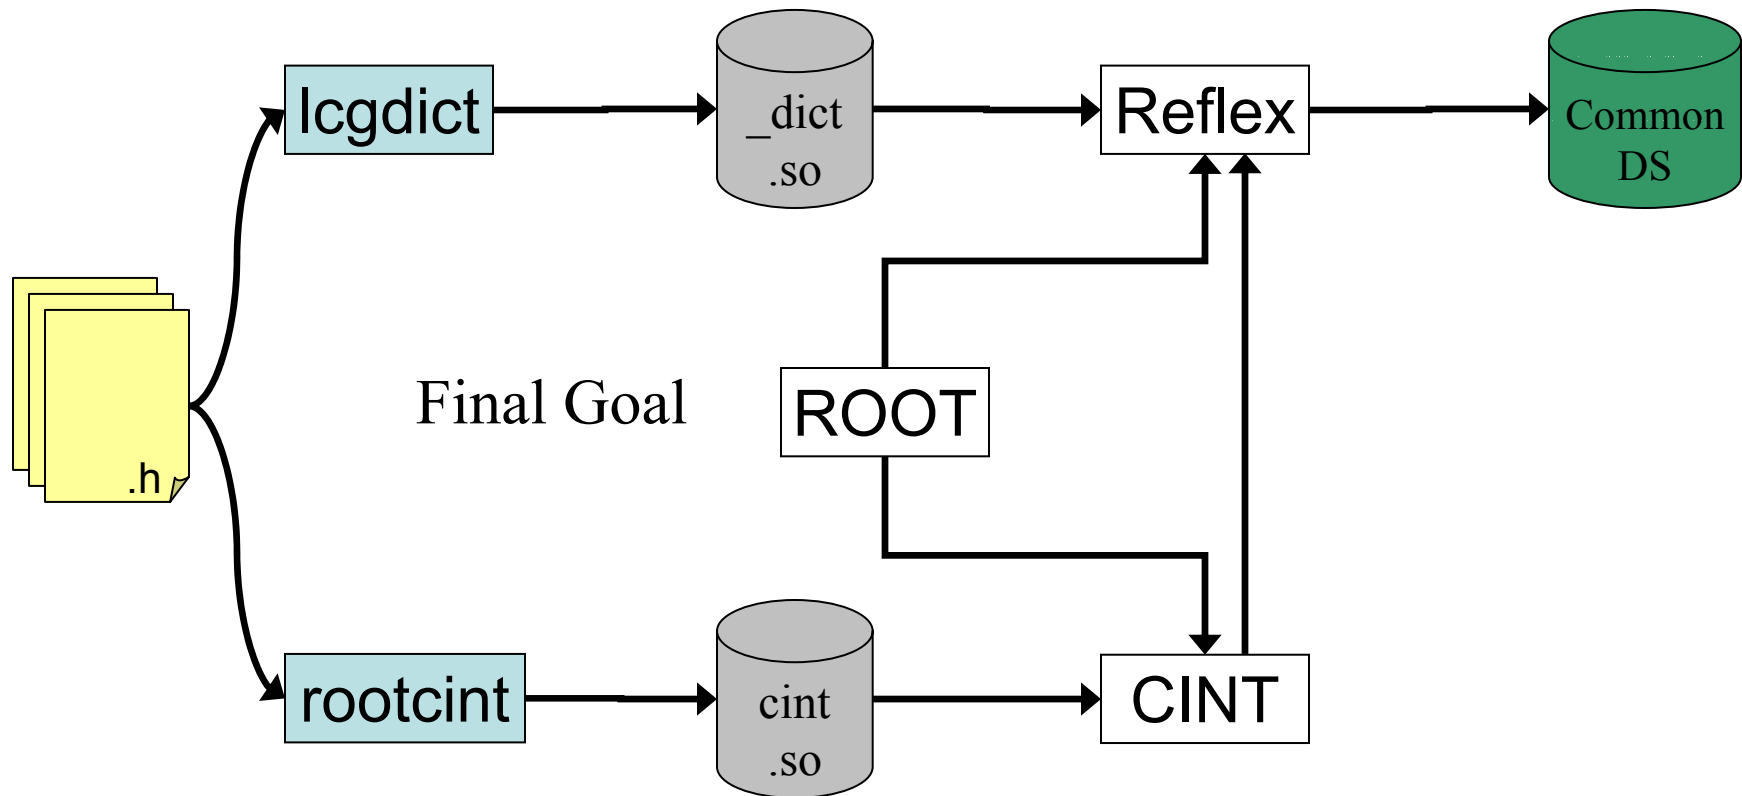 lcgdict
_dict
.so
Reflex
Common
DS
.h
Final Goal
ROOT
rootcint
cint
.so
CINT